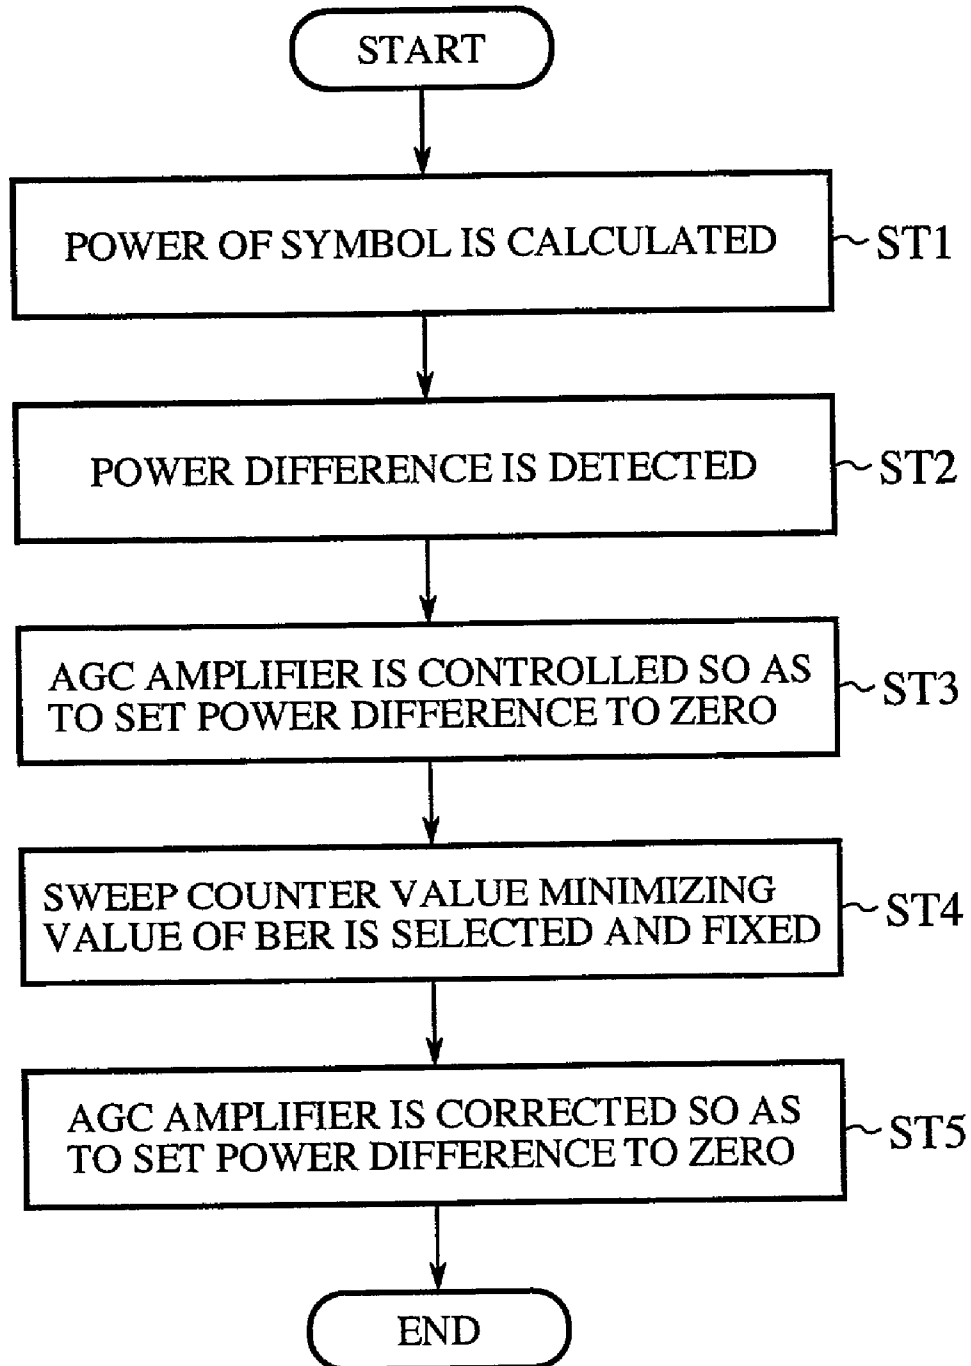 START
POWER OF SYMBOL IS CALCULATED
ST1
POWER DIFFERENCE IS DETECTED
ST2
AGC AMPLIFIER IS CONTROLLED SO AS
TO SET POWER DIFFERENCE TO ZERO
ST3
SWEEP COUNTER VALUE MINIMIZING
VALUE OF BER IS SELECTED AND FIXED
ST4
AGC AMPLIFIER IS CORRECTED SO AS
TO SET POWER DIFFERENCE TO ZERO
ST5
END